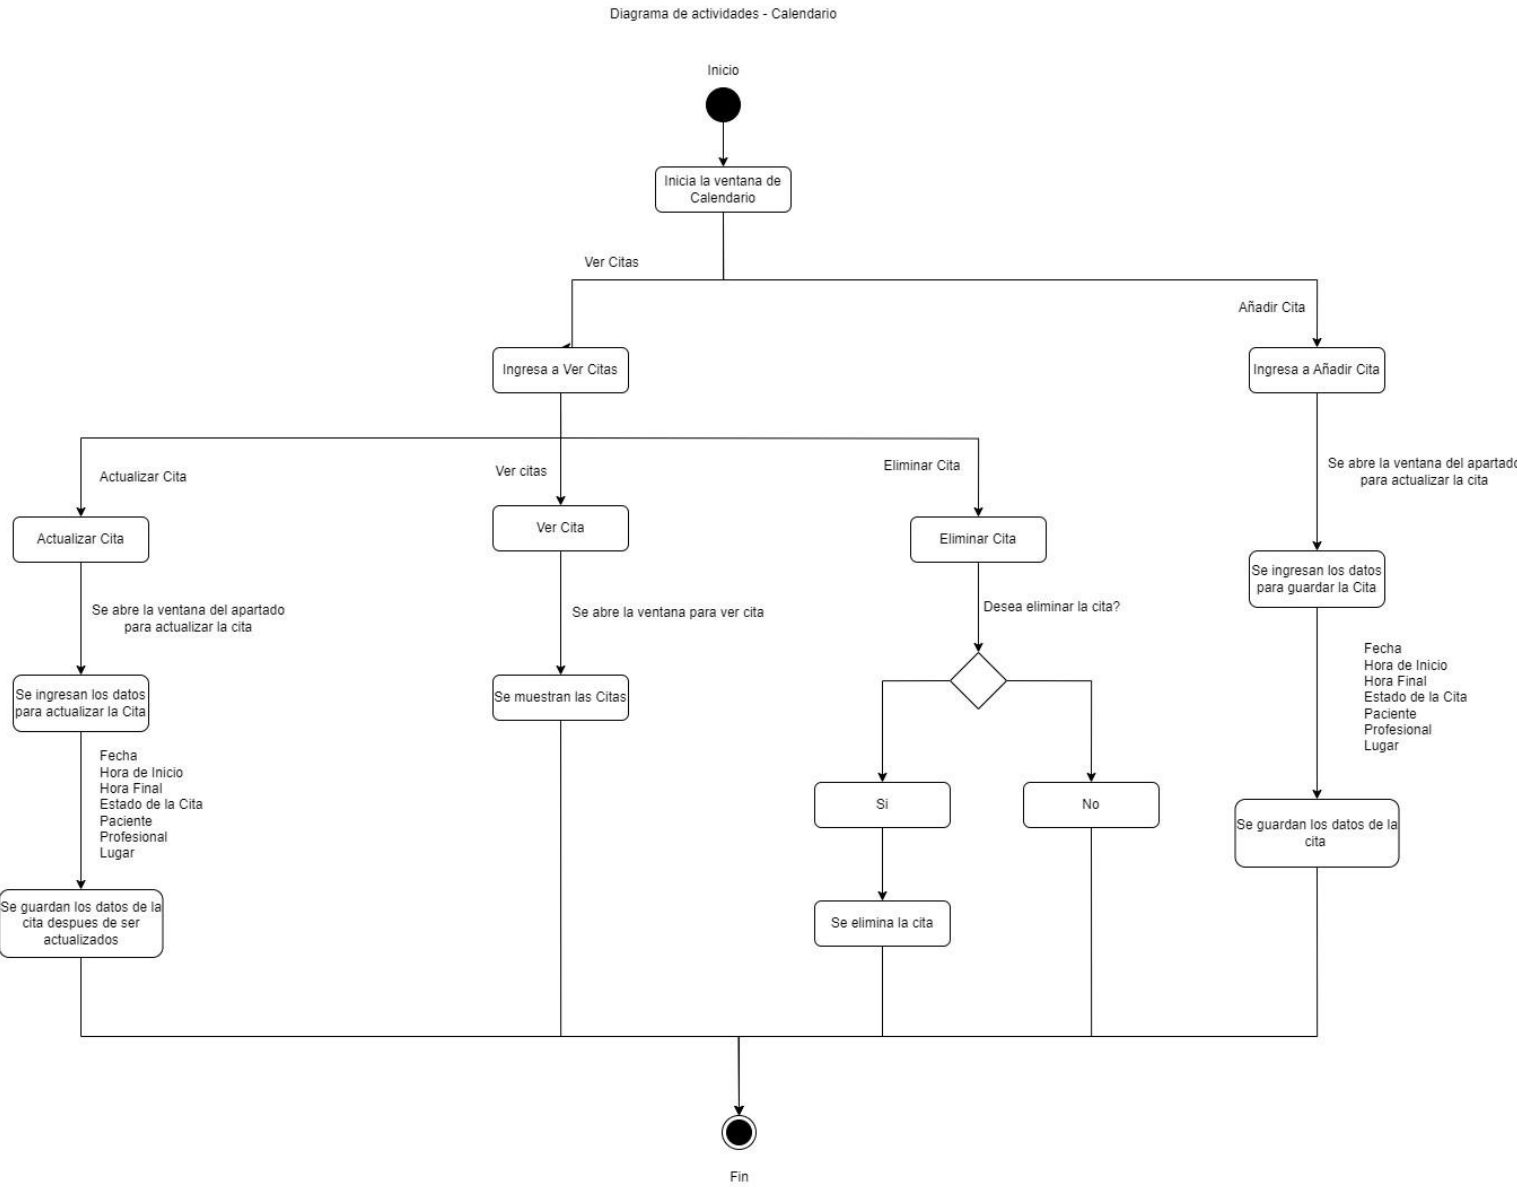 Diagrama de actividades - Calendario
Inicio
Inicia la ventana de
Calendario
Ver Citas
Añadir Cita
Ingresa a Ver Citas
Ingresa a Añadir Cita
Actualizar Cita
Ver citas
Eliminar Cita
Se abre la ventana del apartado
para actualizar la cita
Actualizar Cita
Ver Cita
Eliminar Cita
Se ingresan los datos
para guardar la Cita
Se abre la ventana del apartado
para actualizar la cita
Se abre la ventana para ver cita
Desea eliminar la cita?
Fecha
Hora de Inicio
Hora Final
Estado de la Cita
Paciente
Profesional
Lugar
Se ingresan los datos
para actualizar la Cita
Se muestran las Citas
Fecha
Hora de Inicio
Hora Final
Estado de la Cita
Paciente
Profesional
Lugar
Si
No
Se guardan los datos de la
cita
Se guardan los datos de la
cita despues de ser
actualizados
Se elimina la cita
Fin